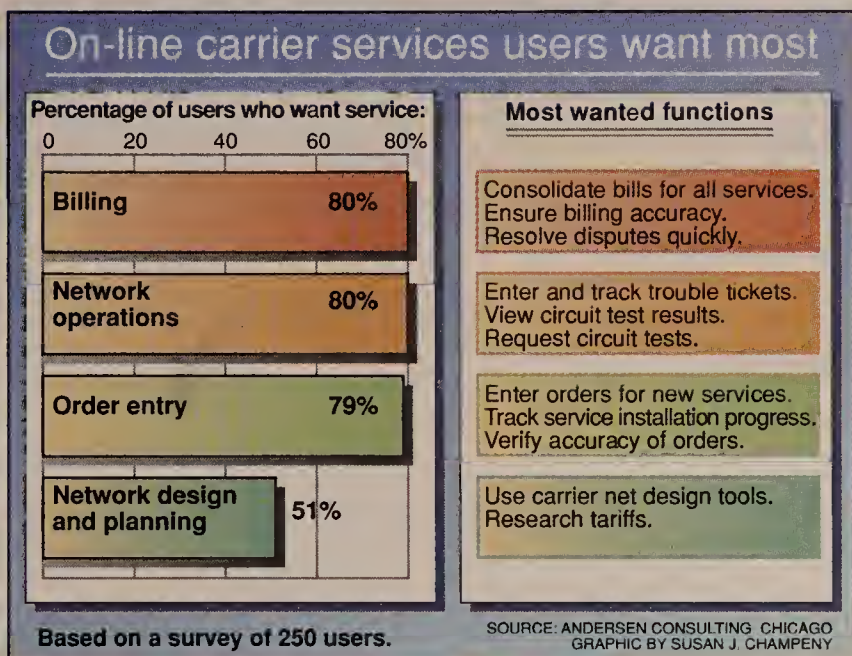 On-line carrier services users want most
Percentage of users who want service:
0 20 40 60 80%
Billing 80%
Network
operations 80%
Order entry 79%
Network design
and planning 51%
Most wanted functions
Consolidate bills for all services.
Ensure billing accuracy.
Resolve disputes quickly.
Enter and track trouble tickets.
View circuit test results.
Request circuit tests.
Enter orders for new services.
Track service installation progress.
Verify accuracy of orders.
Use carrier net design tools.
Research tariffs.
Based on a survey of 250 users.
SOURCE: ANDERSEN CONSULTING CHICAGO
GRAPHIC BY SUSAN J. CHAMPENY